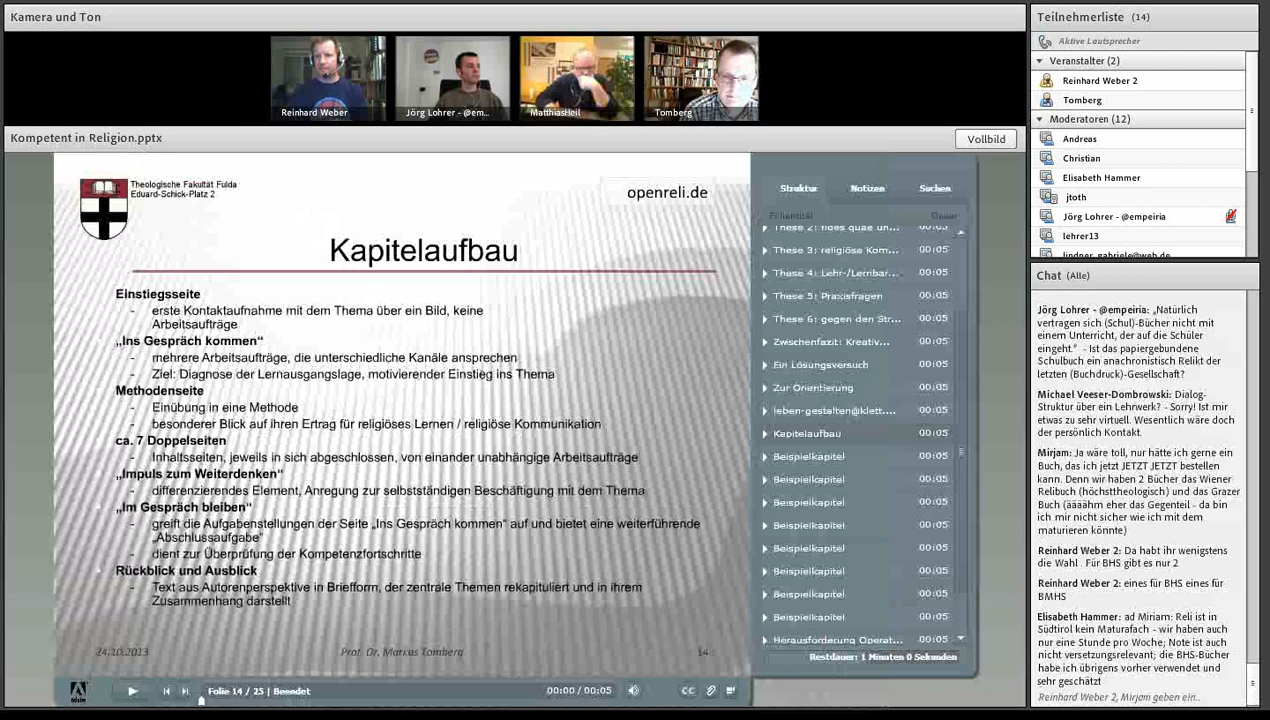 Kamera und Ton
Reinhard Weber
Jörg Lohrer - @em...
MatthiasHeil
Tomberg
Kompetent in Religion.pptx
Vollbild
Theologische Fakultät Fulda
Eduard-Schick-Platz 2
openreli.de
Kapitelaufbau
Einstiegsseite
- erste Kontaktaufnahme mit dem Thema über ein Bild, keine
Arbeitsaufträge
„Ins Gespräch kommen“
- mehrere Arbeitsaufträge, die unterschiedliche Kanäle ansprechen
- Ziel: Diagnose der Lernausgangslage, motivierender Einstieg ins Thema
Methodenseite
- Einübung in eine Methode
- besonderer Blick auf ihren Ertrag für religiöses Lernen / religiöse Kommunikation
ca. 7 Doppelseiten
- Inhaltsseiten, jeweils in sich abgeschlossen, von einander unabhängige Arbeitsaufträge
„Impuls zum Weiterdenken“
- differenzierendes Element, Anregung zur selbstständigen Beschäftigung mit dem Thema
„Im Gespräch bleiben“
- greift die Aufgabenstellungen der Seite „Ins Gespräch kommen“ auf und bietet eine weiterführende
„Abschlussaufgabe“
- dient zur Überprüfung der Kompetenzfortschritte
Rückblick und Ausblick
- Text aus Autorenperspektive in Briefform, der zentrale Themen rekapituliert und in ihrem
Zusammenhang darstellt
24.10.2013
Prof. Dr. Markus Tomberg
14
Struktur Notizen Suchen
Folientitel Dauer
These 2: fides quae un... 00:05
These 3: religiöse Kom... 00:05
These 4: Lehr-/Lernbar... 00:05
These 5: Praxisfragen 00:05
These 6: gegen den Str... 00:05
Zwischenfazit: Kreativ... 00:05
Ein Lösungsversuch 00:05
Zur Orientierung 00:05
leben-gestalten@klett.... 00:05
Kapitelaufbau 00:05
Beispielkapitel 00:05
Beispielkapitel 00:05
Beispielkapitel 00:05
Beispielkapitel 00:05
Beispielkapitel 00:05
Beispielkapitel 00:05
Beispielkapitel 00:05
Beispielkapitel 00:05
Herausforderung Operat... 00:05
Restdauer: 1 Minuten 0 Sekunden
Folie 14 / 25 | Beendet
00:00 / 00:05
CC
Teilnehmerliste (14)
Aktive Lautsprecher
Veranstalter (2)
Reinhard Weber 2
Tomberg
Moderatoren (12)
Andreas
Christian
Elisabeth Hammer
jtoth
Jörg Lohrer - @empeiria
lehrer13
lindner_gabriele@web.de
Chat (Alle)
Jörg Lohrer - @empeiria: „Natürlich
vertragen sich (Schul)-Bücher nicht mit
einem Unterricht, der auf die Schüler
eingeht.“ - Ist das papiergebundene
Schulbuch ein anachronistisch Relikt der
letzten (Buchdruck)-Gesellschaft?
Michael Veeser-Dombrowski: Dialog-
Struktur über ein Lehrwerk? - Sorry! Ist mir
etwas zu sehr virtuell. Wesentlich wäre doch
der persönlich Kontakt.
Mirjam: Ja wäre toll, nur hätte ich gerne ein
Buch, das ich jetzt JETZT JETZT bestellen
kann. Denn wir haben 2 Bücher das Wiener
Relibuch (höchsttheologisch) und das Grazer
Buch (äääähm eher das Gegenteil - da bin
ich mir nicht sicher wie ich mit dem
maturieren könnte)
Reinhard Weber 2: Da habt ihr wenigstens
die Wahl . Für BHS gibt es nur 2
Reinhard Weber 2: eines für BHS eines für
BMHS
Elisabeth Hammer: ad Miriam: Reli ist in
Südtirol kein Maturafach - wir haben auch
nur eine Stunde pro Woche; Note ist auch
nicht versetzungsrelevant; die BHS-Bücher
habe ich übrigens vorher verwendet und
sehr geschätzt
Reinhard Weber 2, Mirjam geben ein...